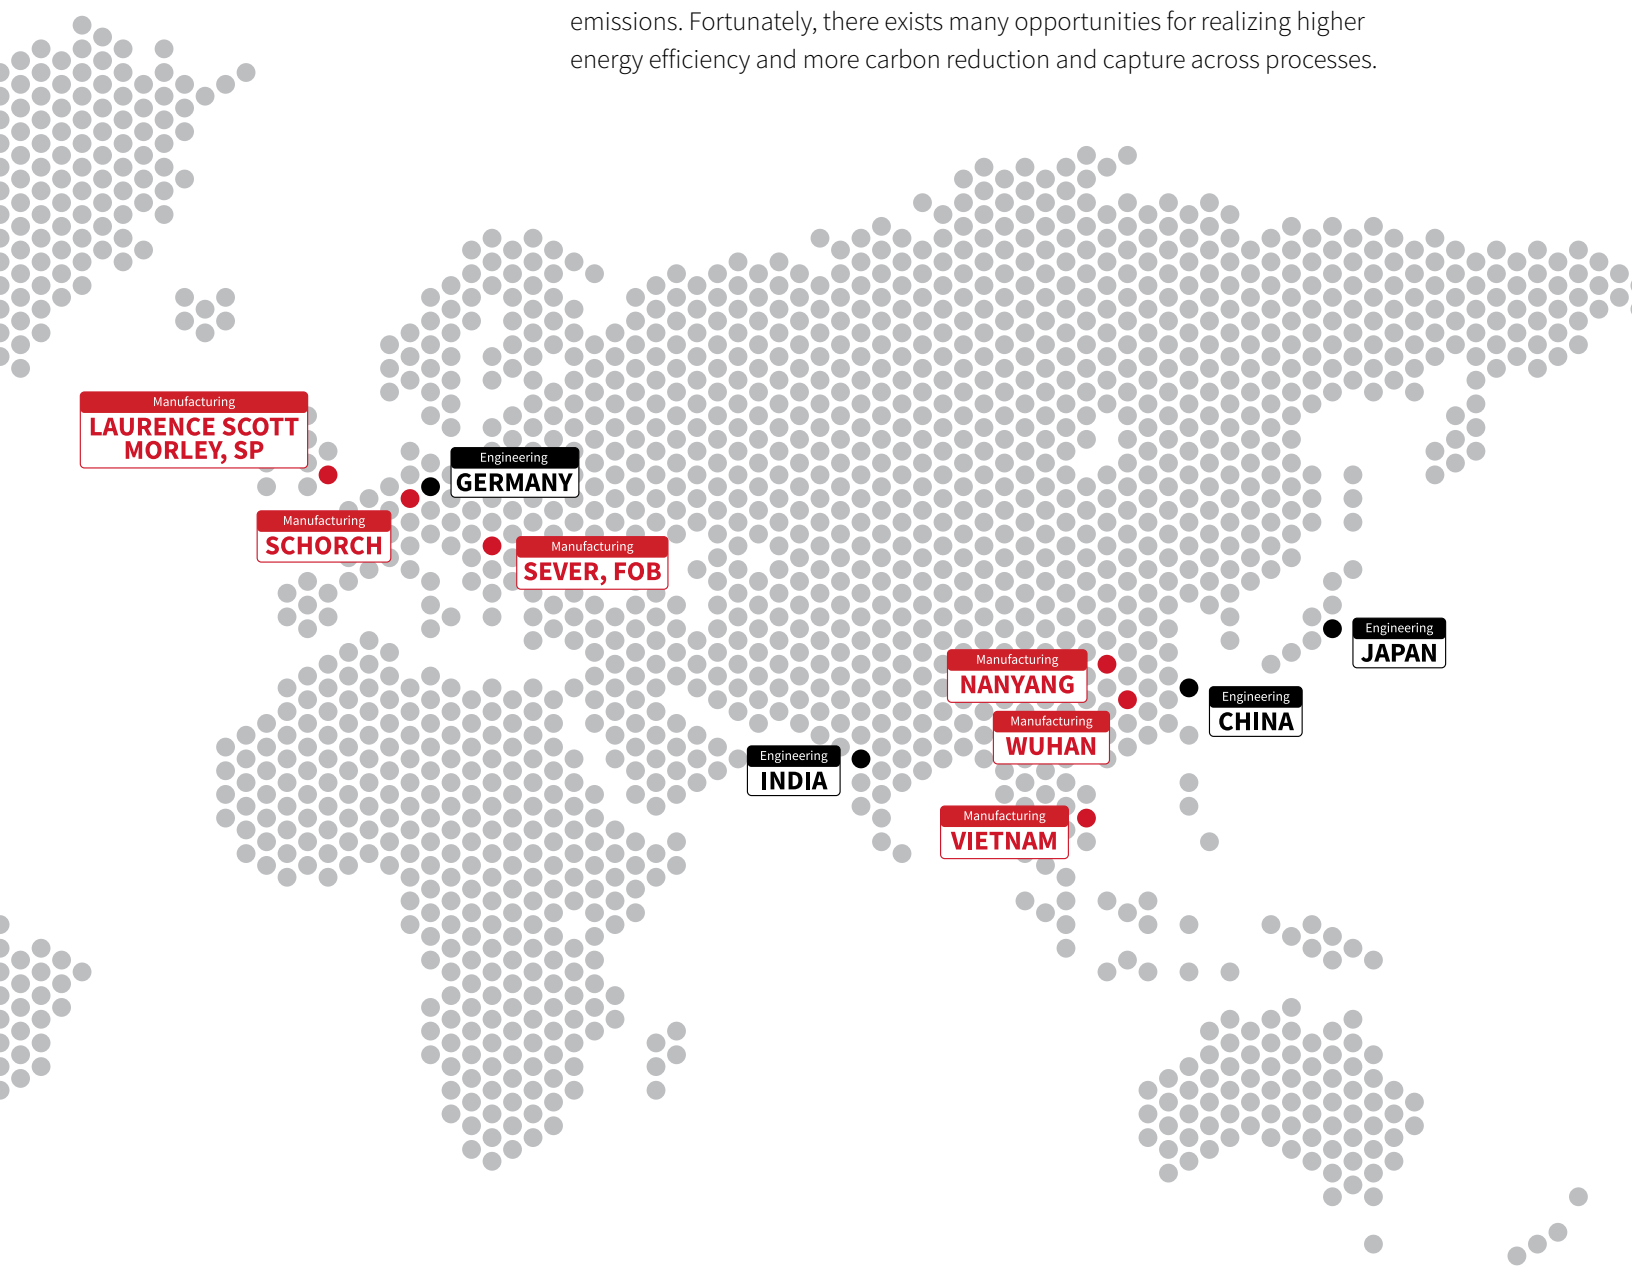 emissions. Fortunately, there exists many opportunities for realizing higher
energy efficiency and more carbon reduction and capture across processes.
Manufacturing
LAURENCE SCOTT
MORLEY, SP
Engineering
GERMANY
Manufacturing
SCHORCH
Manufacturing
SEVER, FOB
Engineering
JAPAN
Manufacturing
NANYANG
Engineering
CHINA
Manufacturing
WUHAN
Engineering
INDIA
Manufacturing
VIETNAM